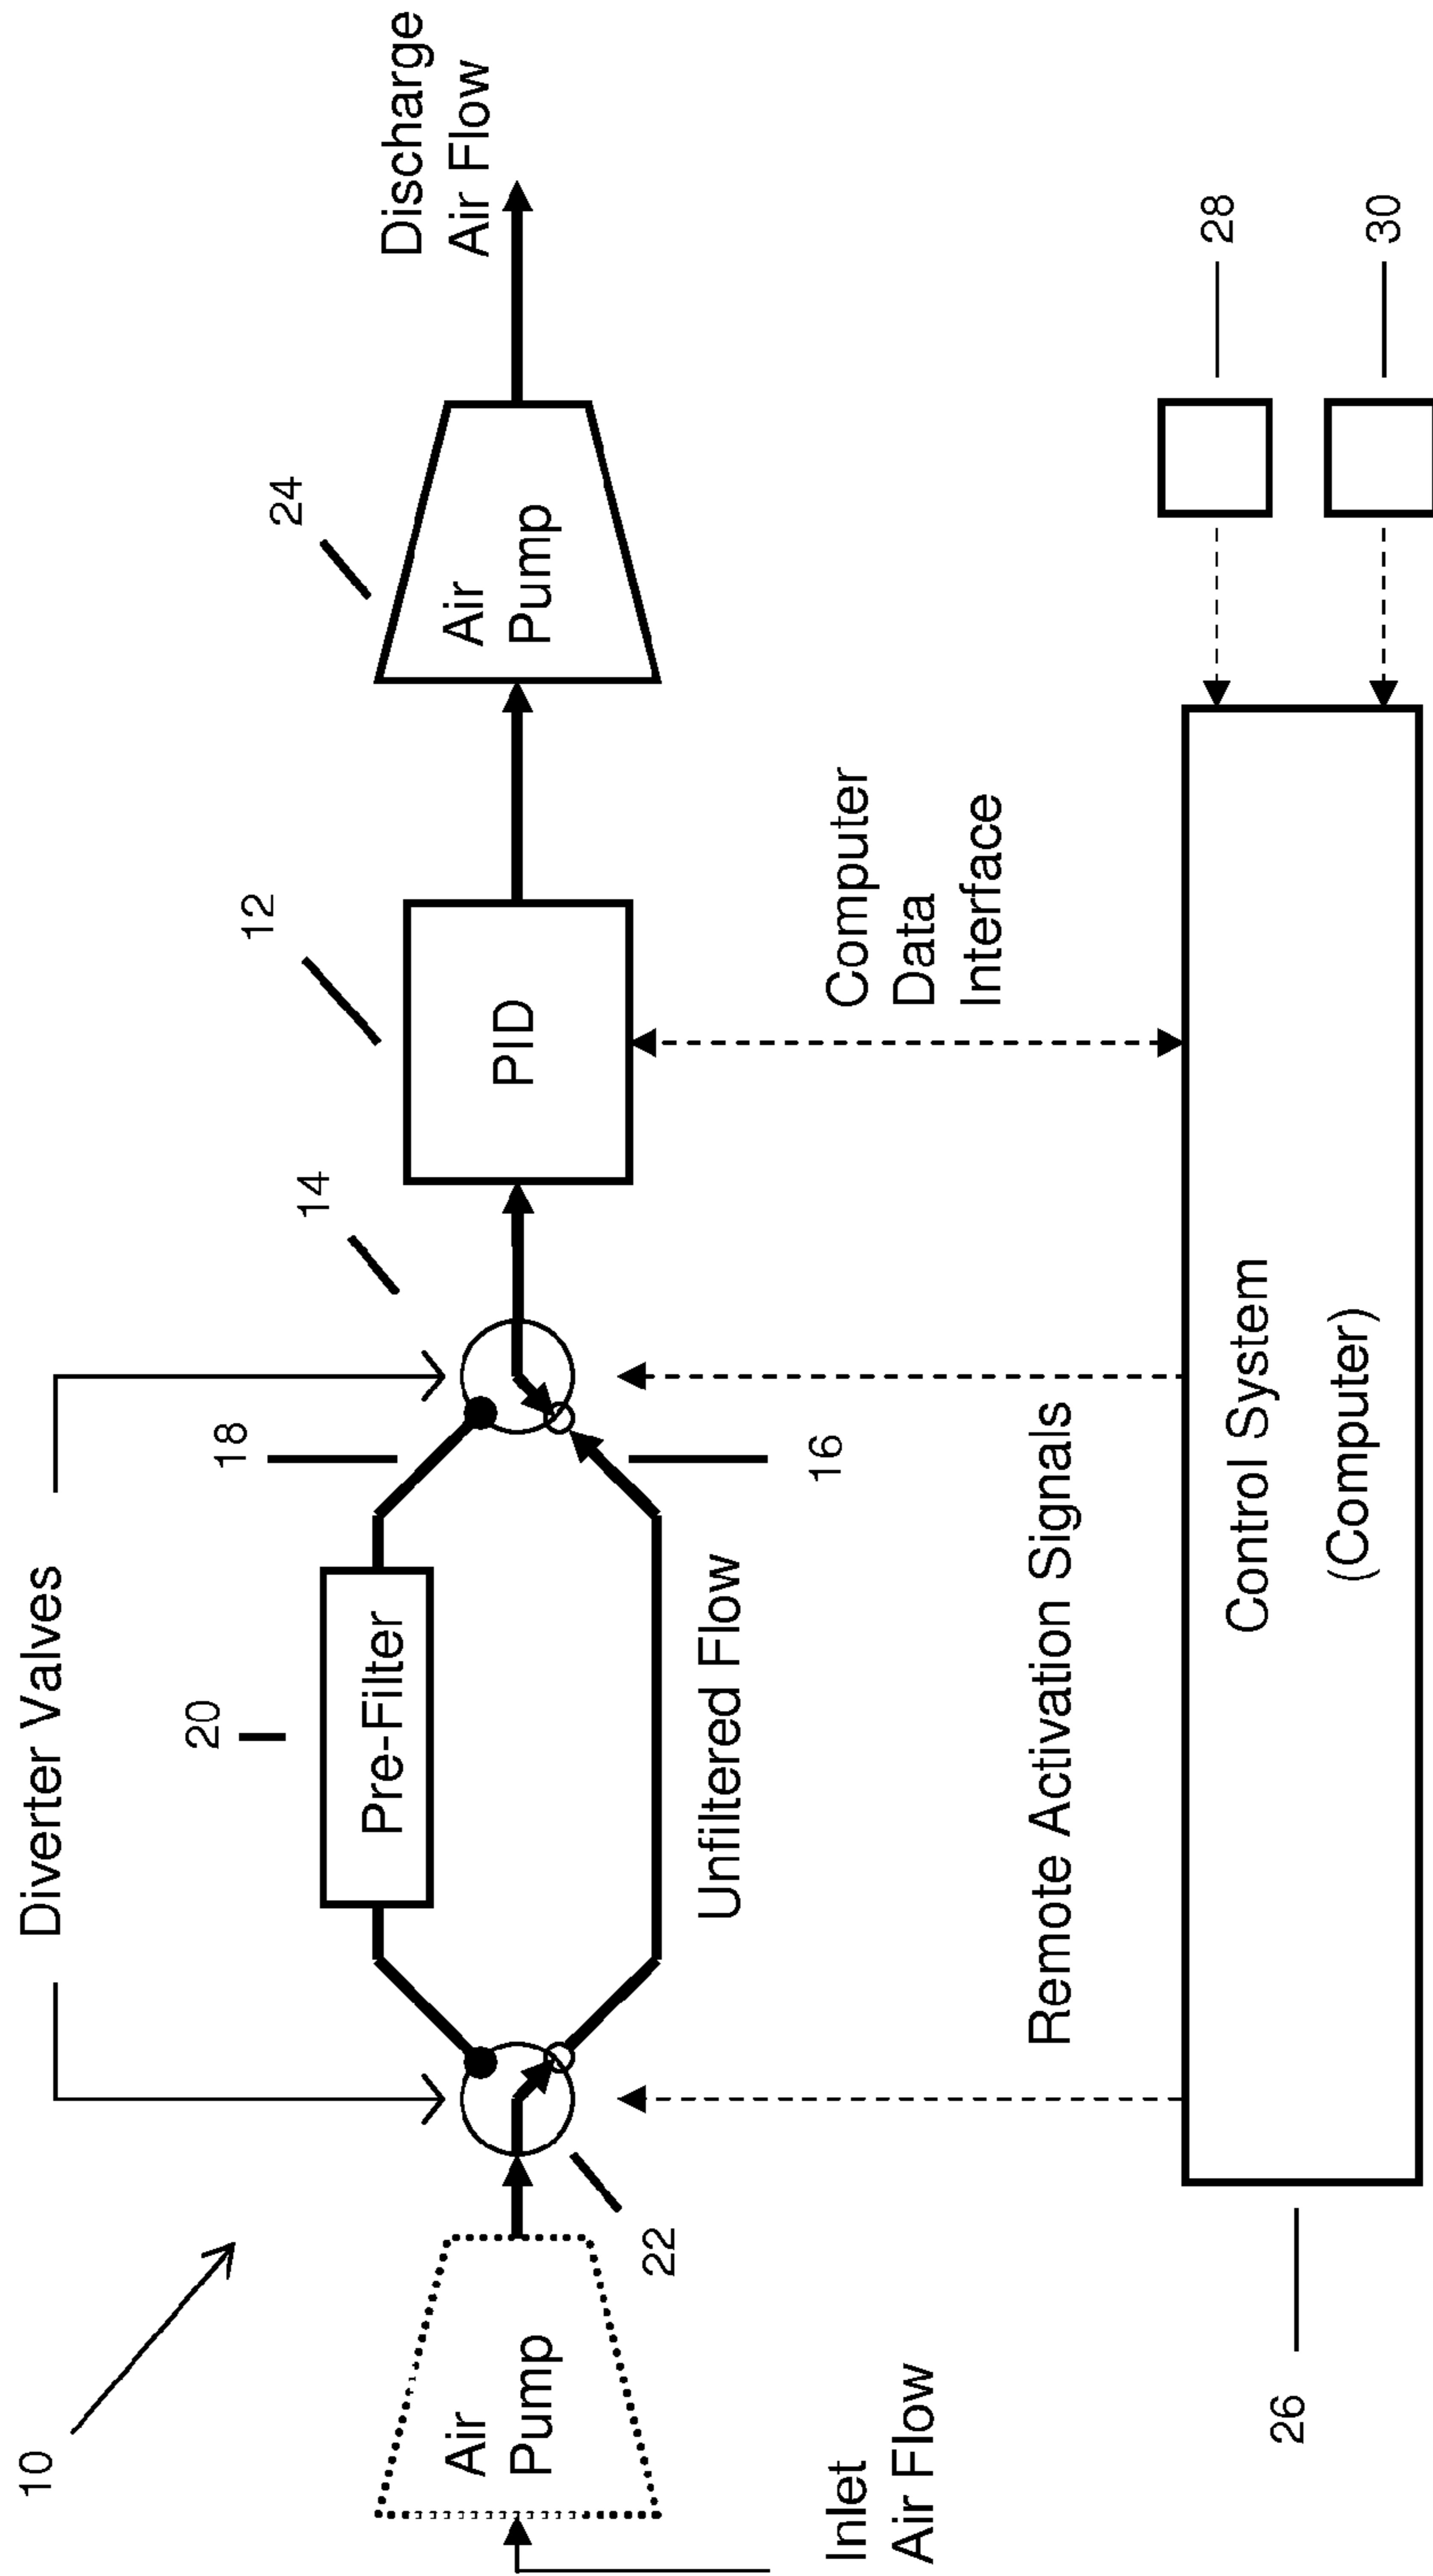 10
Diverter Valves
20
18
14
12
24
Pre-Filter
Air
Pump
22
Unfiltered Flow
16
PID
Air
Pump
Discharge
Air Flow
Inlet
Air Flow
Remote Activation Signals
Computer
Data
Interface
26
Control System
(Computer)
28
30